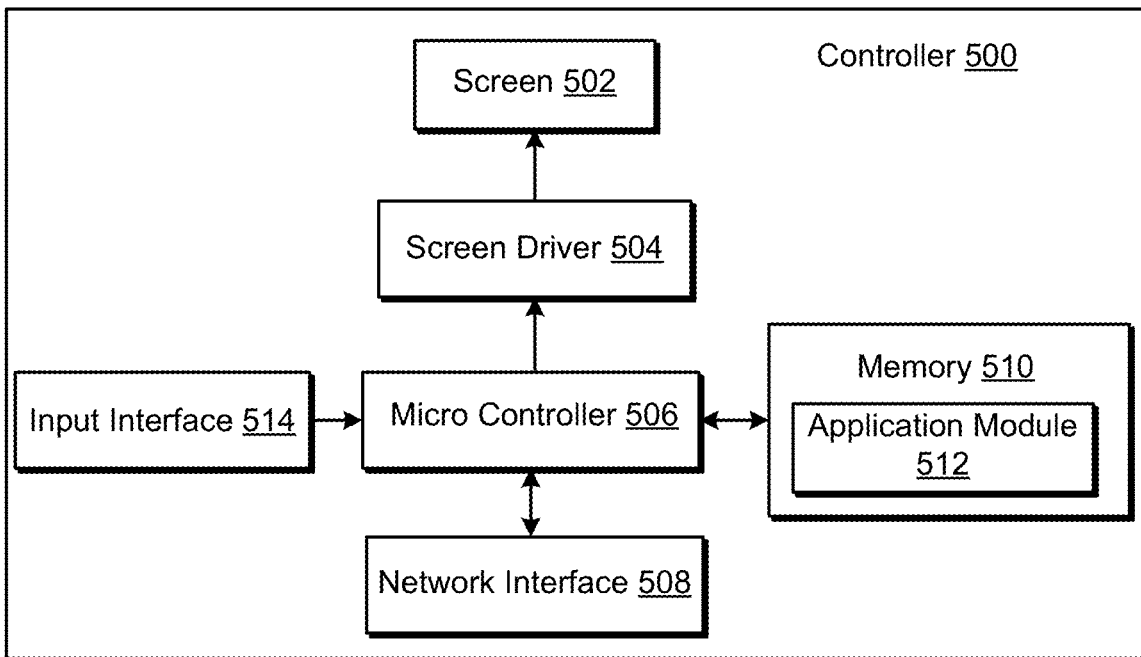 Controller 500
Screen 502
Screen Driver 504
Memory 510
Input Interface 514
Micro Controller 506
Application Module
512
Network Interface 508